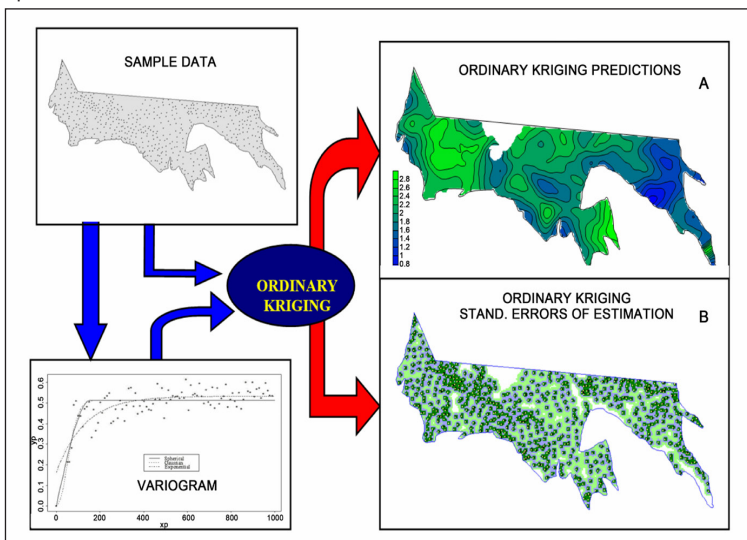 SAMPLE DATA
ORDINARY KRIGING PREDICTIONS
A
2.8
2.6
2.4
2.2
2
1.8
1.6
1.4
1.2
1
0.8
ORDINARY
KRIGING
ORDINARY KRIGING
STAND. ERRORS OF ESTIMATION
B
0.6
0.5
0.4
0.3
0.2
0.1
0.0
yp
Spherical
Gaussian
Exponential
VARIOGRAM
0
200
400
600
800
1000
xp